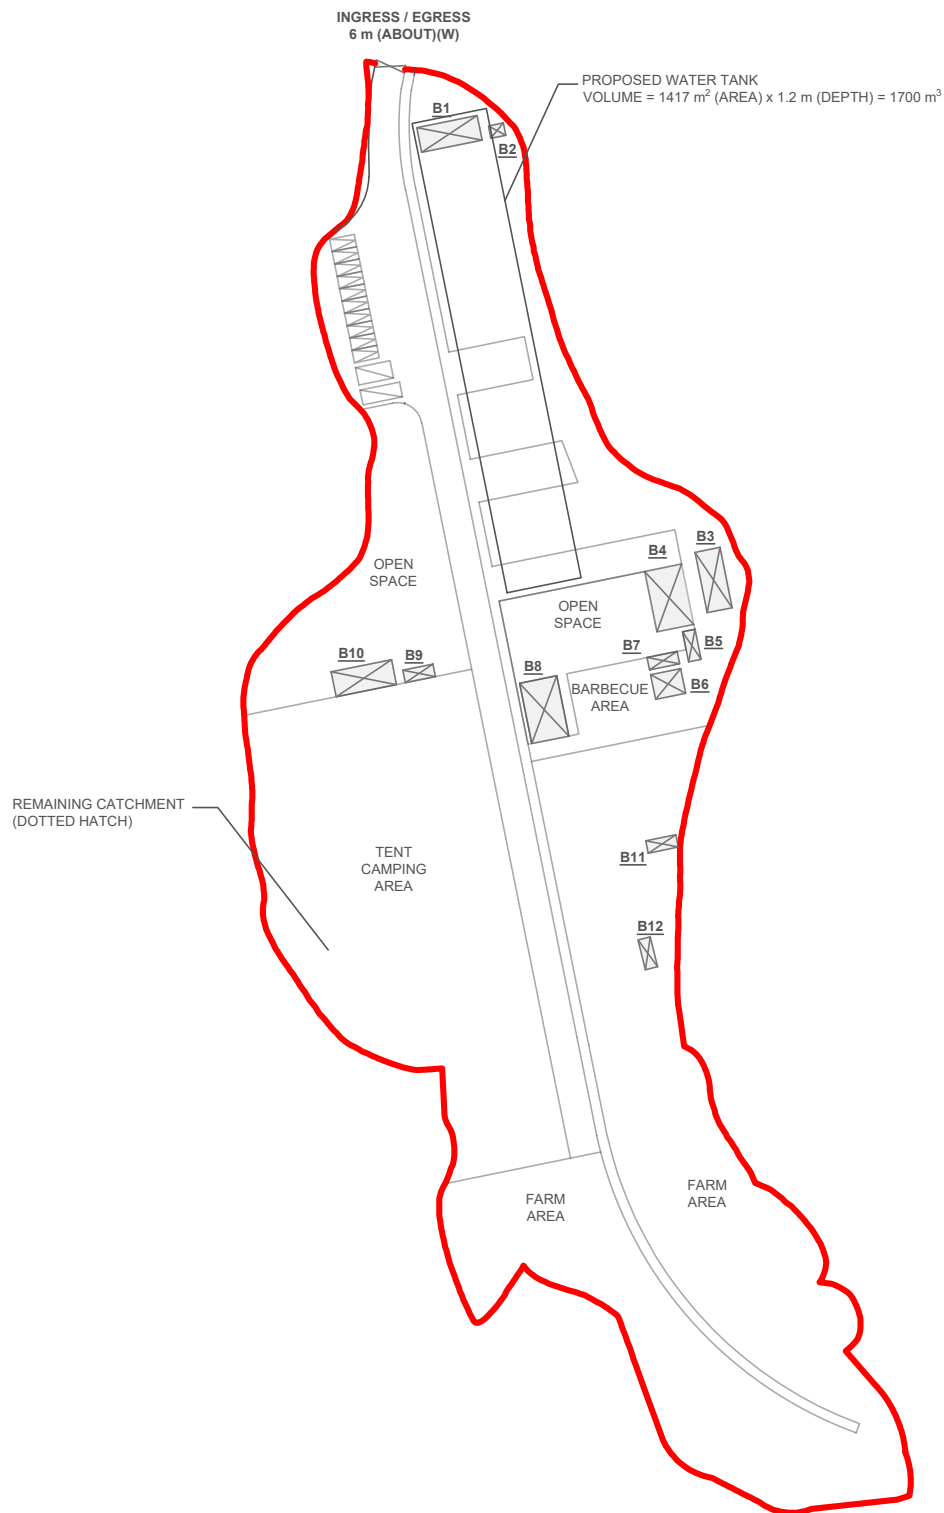 INGRESS / EGRESS
6 m (ABOUT)(W)
PROPOSED WATER TANK
VOLUME = 1417 m² (AREA) x 1.2 m (DEPTH) = 1700 m³
B1
B2
B3
B4
OPEN
SPACE
OPEN
SPACE
B5
B7
B10
B9
B8
B6
BARBECUE
AREA
REMAINING CATCHMENT
(DOTTED HATCH)
TENT
CAMPING
AREA
B11
B12
FARM
AREA
FARM
AREA